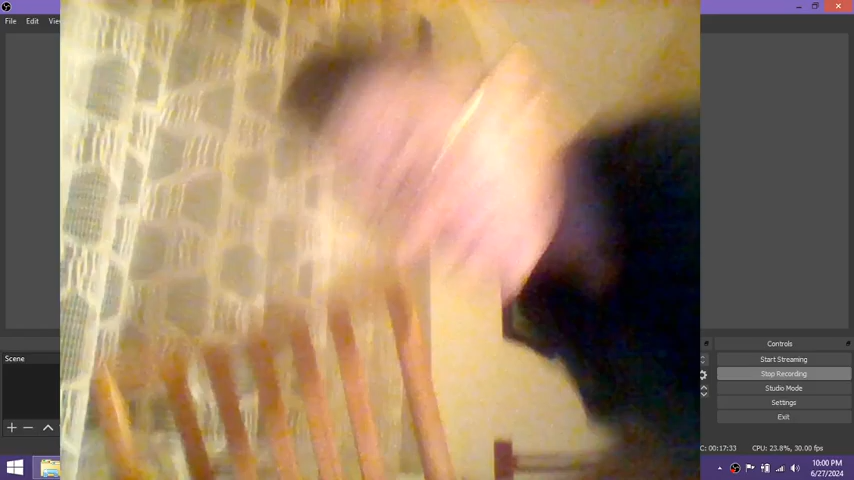 File Edit Vie
Scene
Controls
Start Streaming
Stop Recording
Studio Mode
Settings
Exit
C: 00:17:33 CPU: 23.8%, 30.00 fps
10:00 PM
6/27/2024